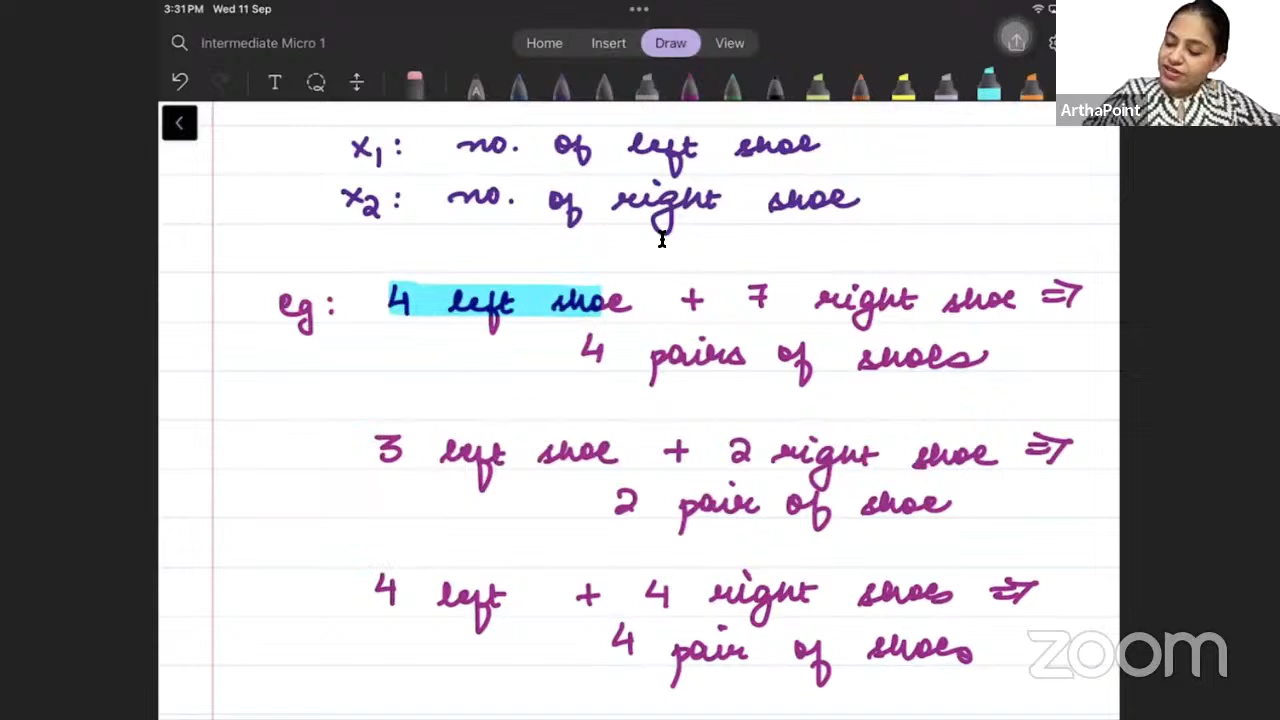 3:31PM Wed 11 Sep
Intermediate Micro 1
Home Insert Draw View
T
A
ArthaPoint
x1: no. of left shoe
x2: no. of right shoe
eg: 4 left shoe + 7 right shoe ⇒
4 pairs of shoes
3 left shoe + 2 right shoe ⇒
2 pair of shoe
4 left + 4 right shoes ⇒
4 pair of shoes
zoom